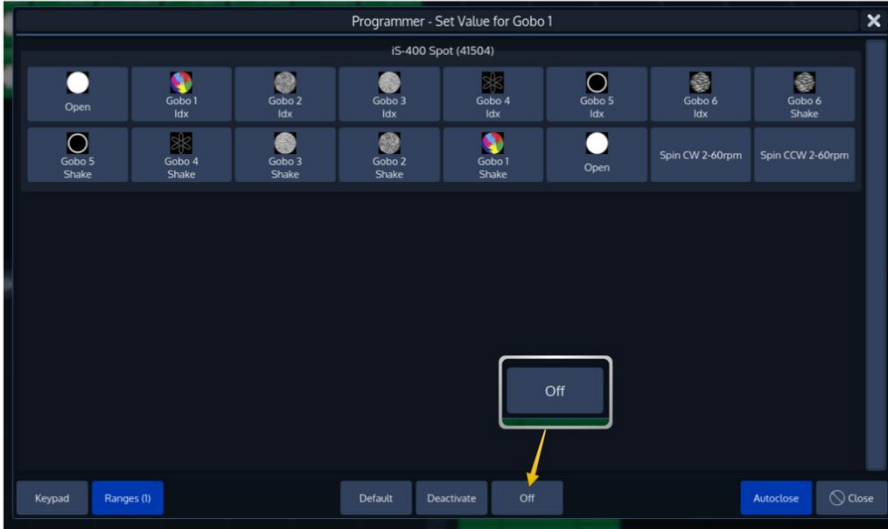 Programmer - Set Value for Gobo 1
iS-400 Spot (41504)
Open
Gobo 1
Idx
Gobo 2
Idx
Gobo 3
Idx
Gobo 4
Idx
Gobo 5
Idx
Gobo 6
Idx
Gobo 6
Shake
Gobo 5
Shake
Gobo 4
Shake
Gobo 3
Shake
Gobo 2
Shake
Gobo 1
Shake
Open
Spin CW 2-60rpm
Spin CCW 2-60rpm
Off
Keypad
Ranges (1)
Default
Deactivate
Off
Autoclose
Close